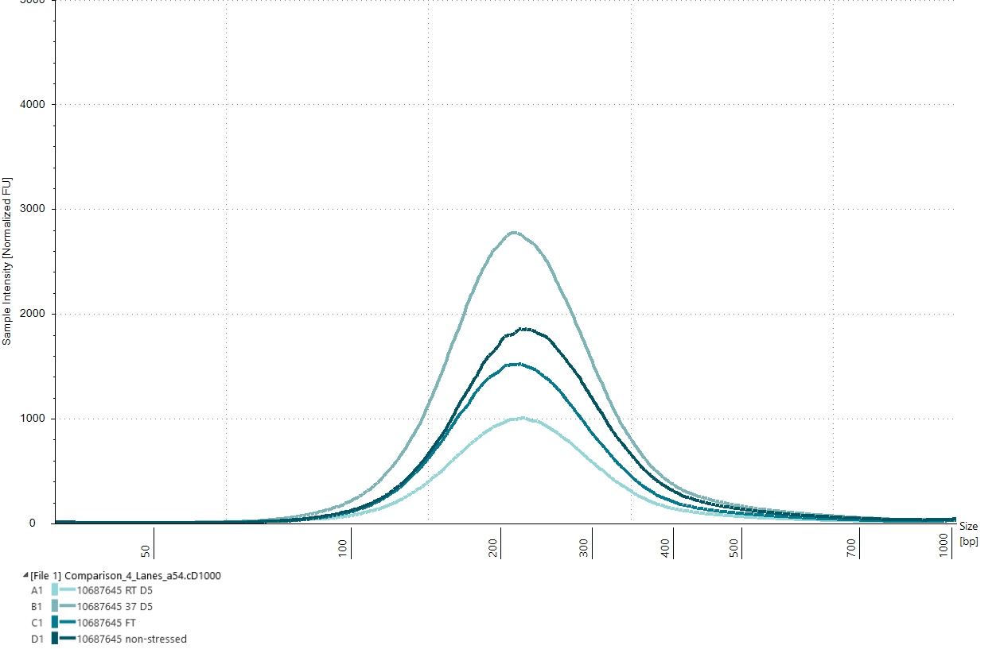 5000
4000
3000
2000
1000
0
Sample Intensity [Normalized FU]
50
100
200
300
400
500
700
1000
Size
[bp]
[File 1] Comparison_4_Lanes_a54.cD1000
A1 10687645 RT D5
B1 10687645 37 D5
C1 10687645 FT
D1 10687645 non-stressed